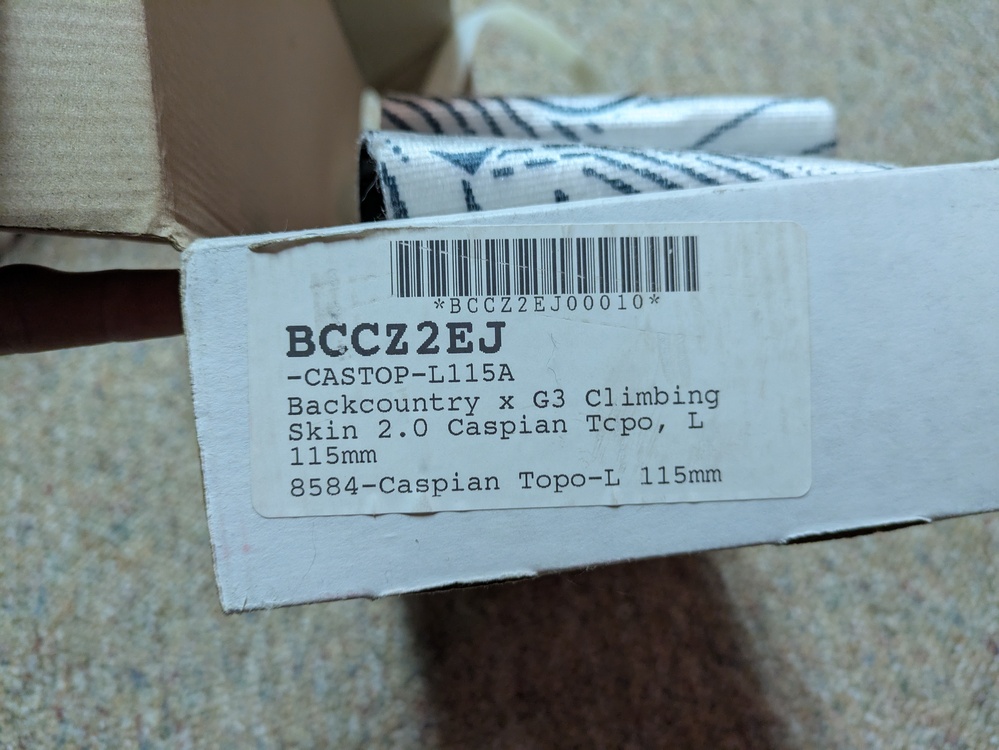 *BCCZ2EJ00010*
BCCZ2EJ
-CASTOP-L115A
Backcountry x G3 Climbing
Skin 2.0 Caspian Tcpo, L
115mm
8584-Caspian Topo-L 115mm